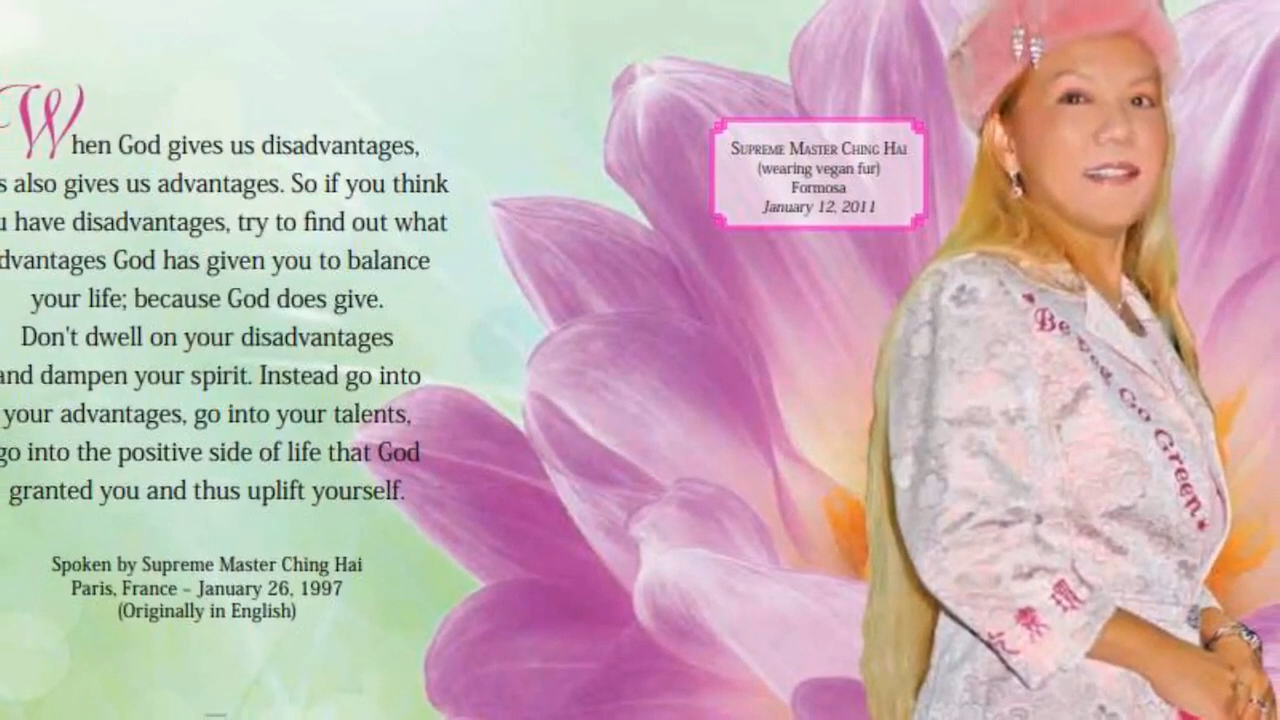 When God gives us disadvantages,
s also gives us advantages. So if you think
u have disadvantages, try to find out what
dvantages God has given you to balance
your life; because God does give.
Don't dwell on your disadvantages
and dampen your spirit. Instead go into
your advantages, go into your talents,
go into the positive side of life that God
granted you and thus uplift yourself.
Spoken by Supreme Master Ching Hai
Paris, France – January 26, 1997
(Originally in English)
SUPREME MASTER CHING HAI
(wearing vegan fur)
Formosa
January 12, 2011
Be veg Go Green